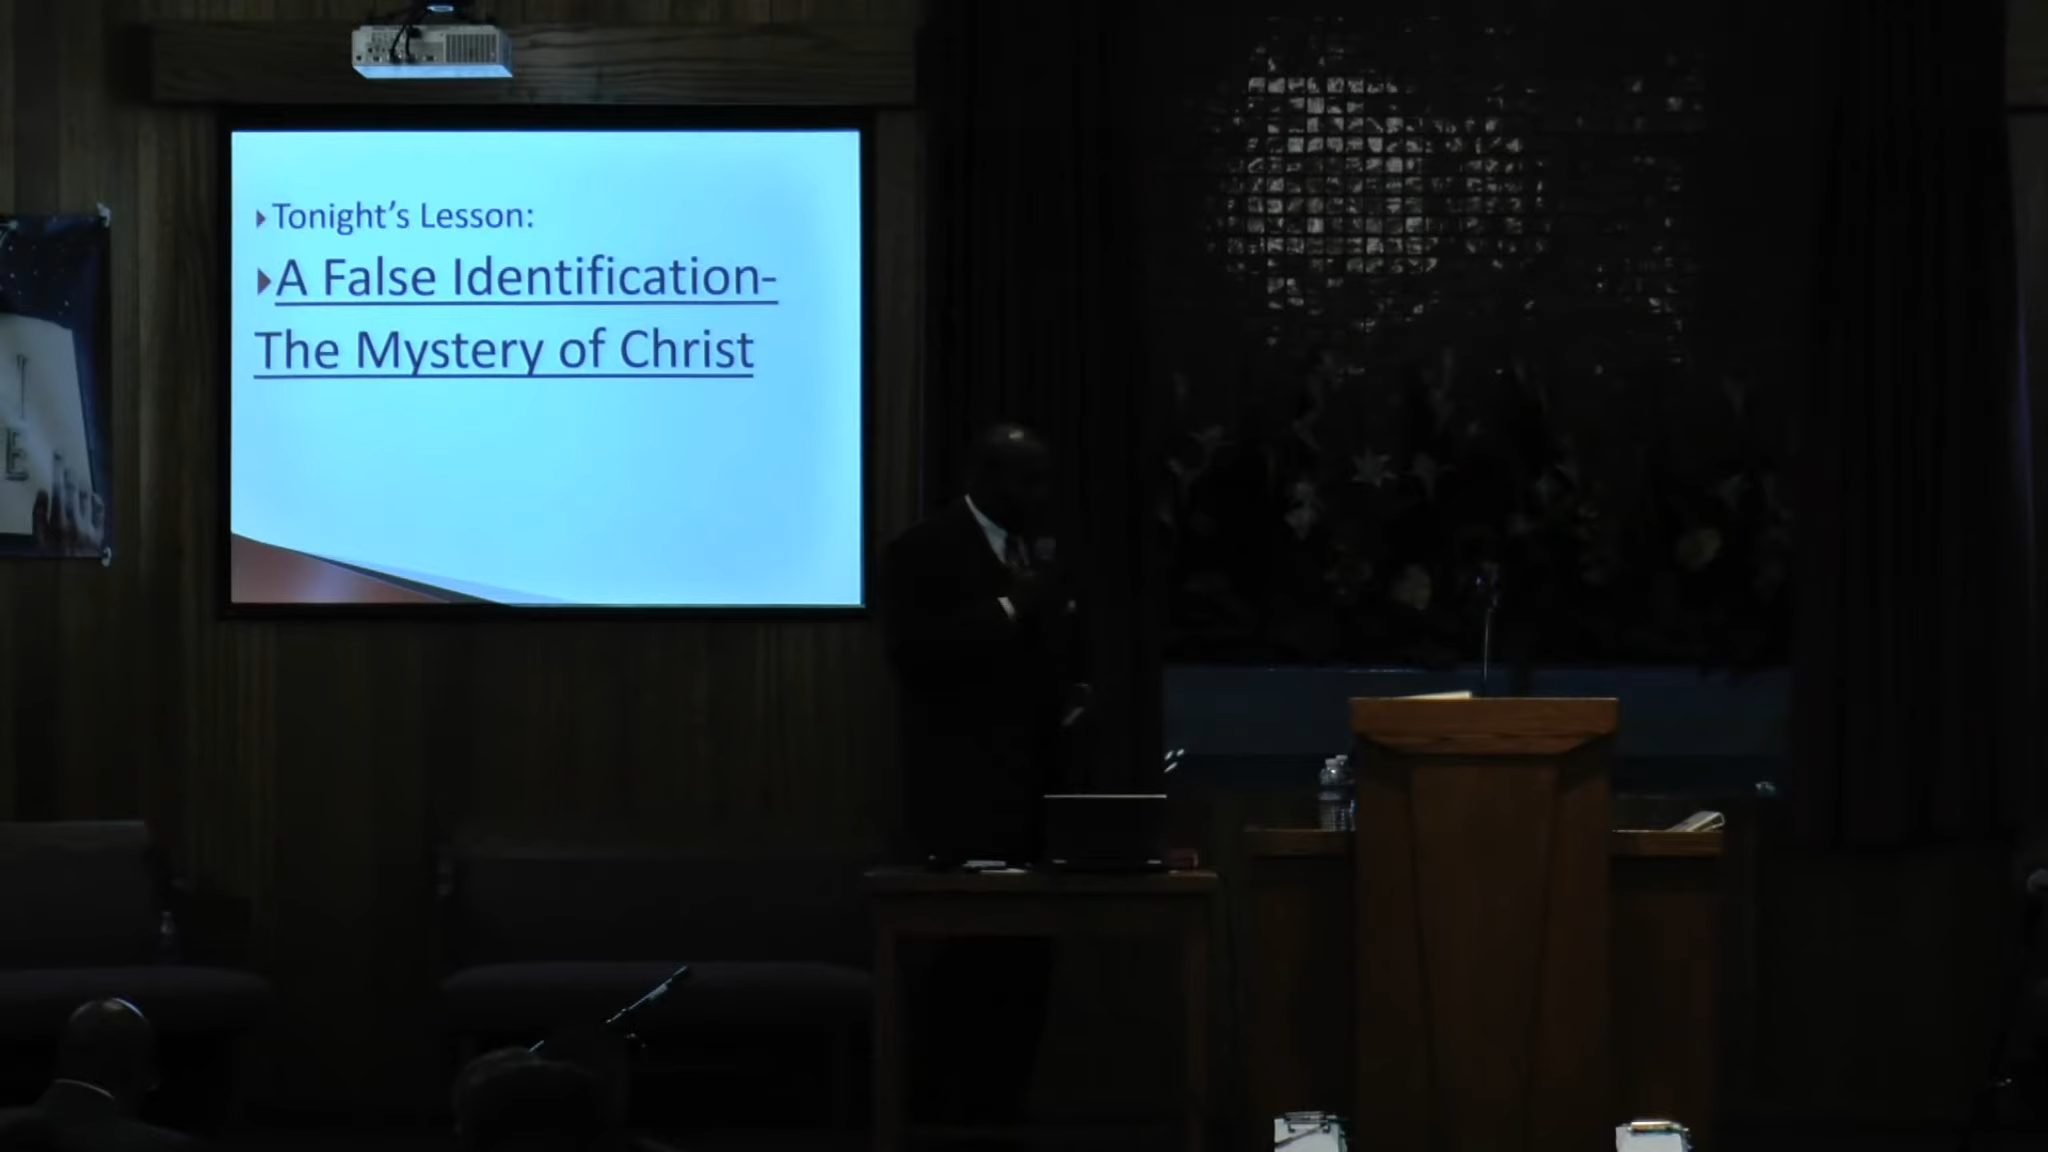 Tonight's Lesson:
A False Identification-
The Mystery of Christ